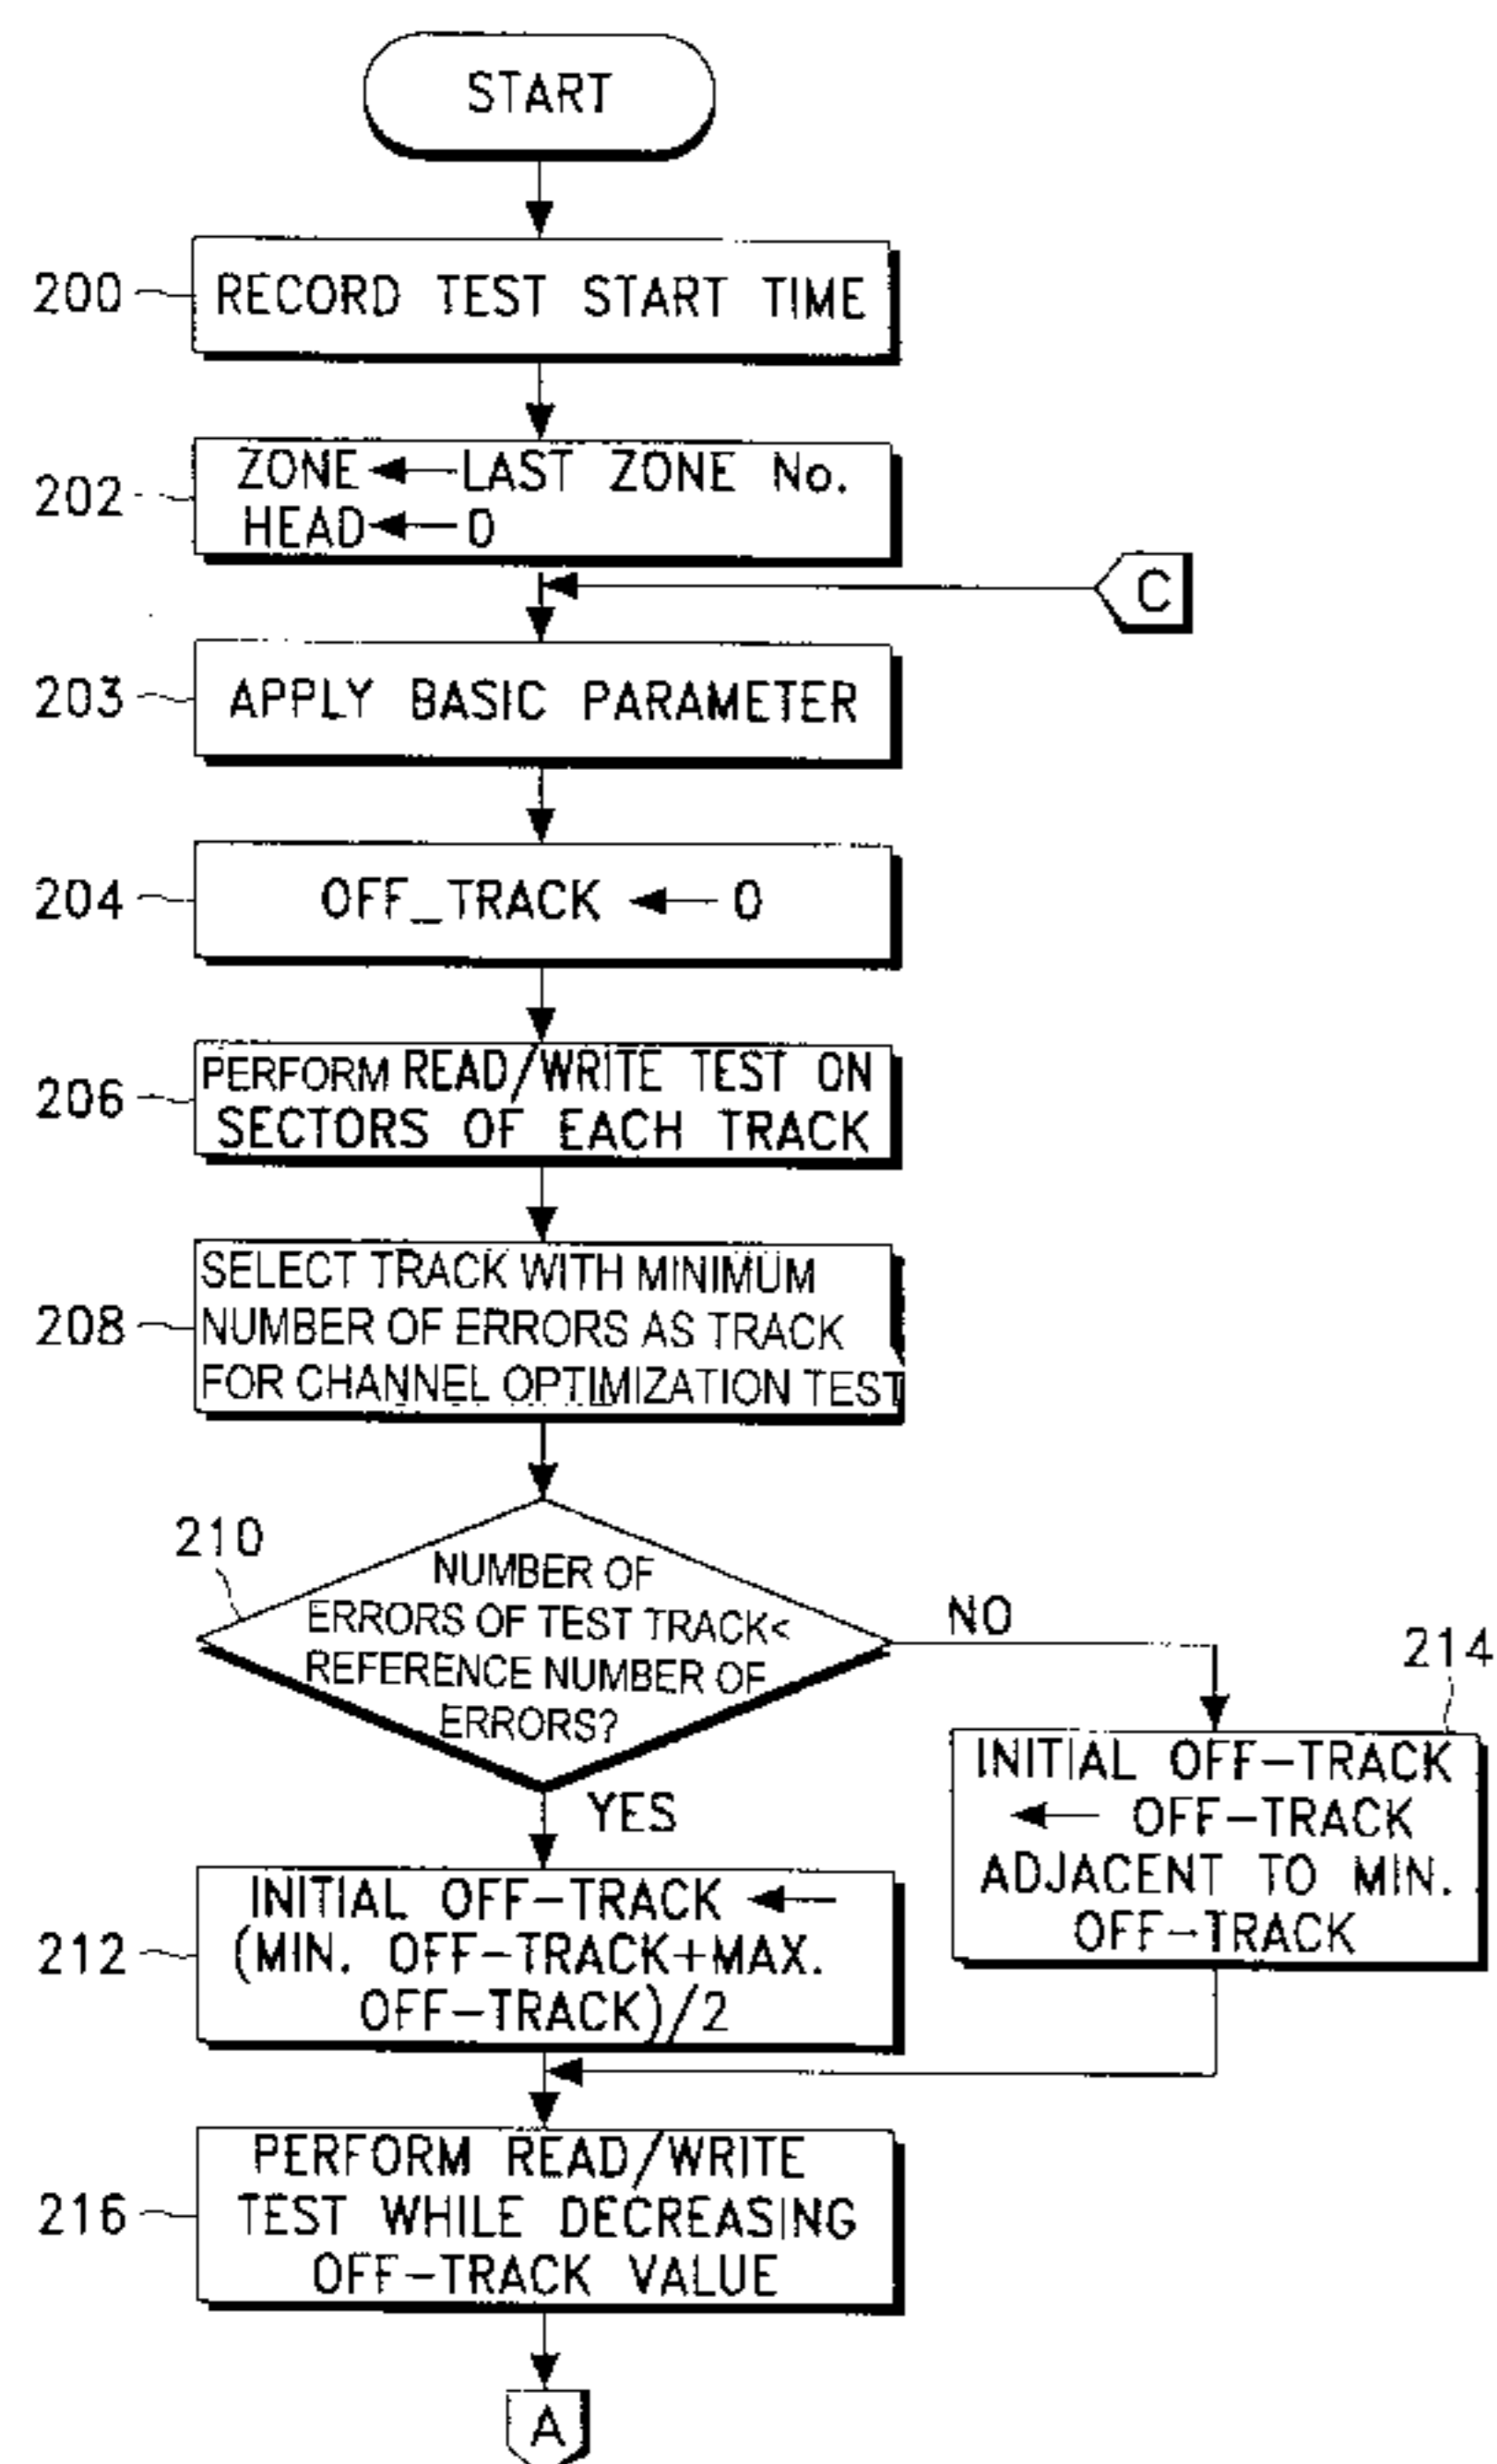 START
200
RECORD TEST START TIME
202
ZONE ← LAST ZONE No.
HEAD ← 0
C
203
APPLY BASIC PARAMETER
204
OFF_TRACK ← 0
206
PERFORM READ/WRITE TEST ON
SECTORS OF EACH TRACK
208
SELECT TRACK WITH MINIMUM
NUMBER OF ERRORS AS TRACK
FOR CHANNEL OPTIMIZATION TEST
210
NUMBER OF
ERRORS OF TEST TRACK<
REFERENCE NUMBER OF
ERRORS?
NO
YES
214
INITIAL OFF-TRACK
← OFF-TRACK
ADJACENT TO MIN.
OFF-TRACK
212
INITIAL OFF-TRACK ←
(MIN. OFF-TRACK+MAX.
OFF-TRACK)/2
216
PERFORM READ/WRITE
TEST WHILE DECREASING
OFF-TRACK VALUE
A